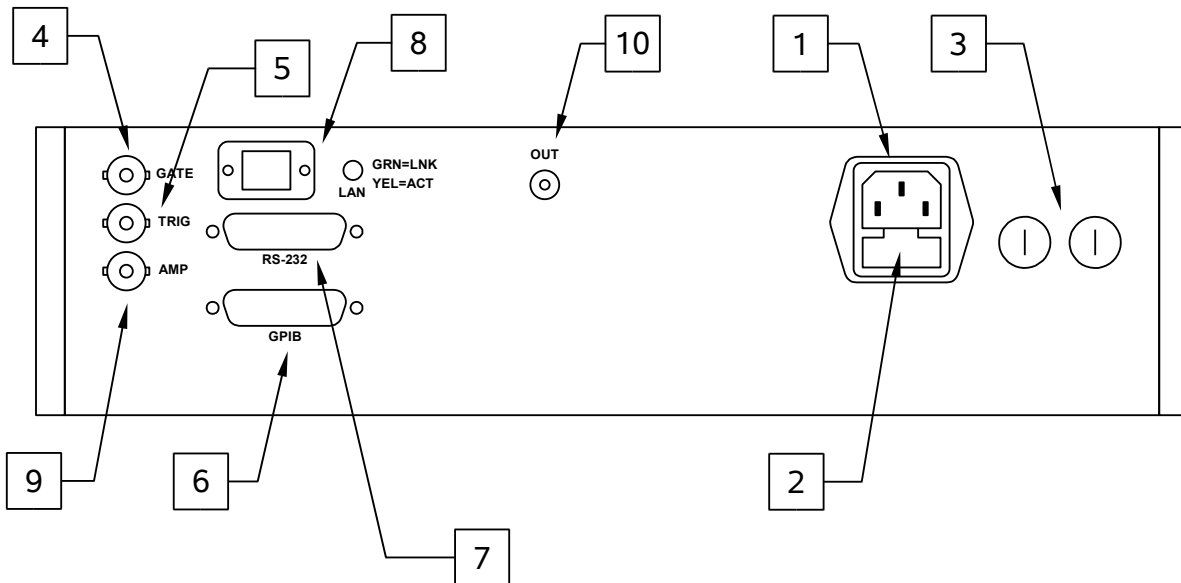 4
5
8
10
1
3
GATE
TRIG
AMP
GRN=LNK
LAN YEL=ACT
RS-232
GPIB
OUT
9
6
7
2